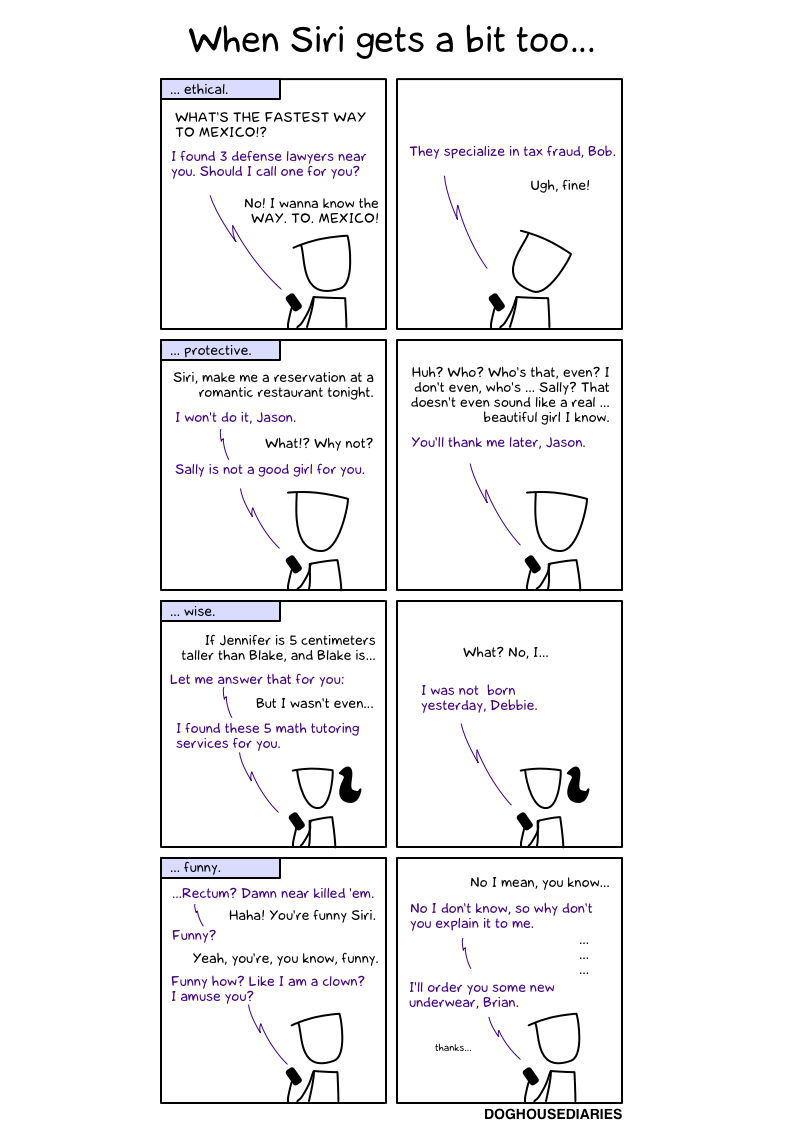 When Siri gets a bit too...
... ethical.
WHAT'S THE FASTEST WAY
TO MEXICO!?
I found 3 defense lawyers near
you. Should I call one for you?
No! I wanna know the
WAY. TO. MEXICO!
They specialize in tax fraud, Bob.
Ugh, fine!
... protective.
Siri, make me a reservation at a
romantic restaurant tonight.
I won't do it, Jason.
What!? Why not?
Sally is not a good girl for you.
Huh? Who? Who's that, even? I
don't even, who's ... Sally? That
doesn't even sound like a real ...
beautiful girl I know.
You'll thank me later, Jason.
... wise.
If Jennifer is 5 centimeters
taller than Blake, and Blake is...
Let me answer that for you:
But I wasn't even...
I found these 5 math tutoring
services for you.
What? No, I...
I was not born
yesterday, Debbie.
... funny.
...Rectum? Damn near killed 'em.
Haha! You're funny Siri.
Funny?
Yeah, you're, you know, funny.
Funny how? Like I am a clown?
I amuse you?
No I mean, you know...
No I don't know, so why don't
you explain it to me.
...
...
...
I'll order you some new
underwear, Brian.
thanks...
DOGHOUSEDIARIES